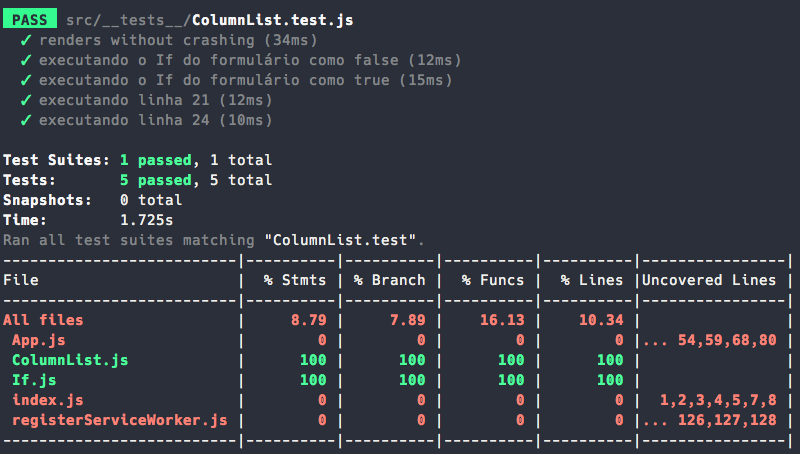 PASS src/__tests__/ColumnList.test.js
✓ renders without crashing (34ms)
✓ executando o If do formulário como false (12ms)
✓ executando o If do formulário como true (15ms)
✓ executando linha 21 (12ms)
✓ executando linha 24 (10ms)
Test Suites: 1 passed, 1 total
Tests:       5 passed, 5 total
Snapshots:   0 total
Time:        1.725s
Ran all test suites matching "ColumnList.test".
--------------------------|----------|----------|----------|----------|----------------|
File                      |  % Stmts | % Branch |  % Funcs |  % Lines |Uncovered Lines |
--------------------------|----------|----------|----------|----------|----------------|
All files                 |     8.79 |     7.89 |    16.13 |    10.34 |                |
 App.js                   |        0 |        0 |        0 |        0 |... 54,59,68,80 |
 ColumnList.js            |      100 |      100 |      100 |      100 |                |
 If.js                    |      100 |      100 |      100 |      100 |                |
 index.js                 |        0 |        0 |        0 |        0 |  1,2,3,4,5,7,8 |
 registerServiceWorker.js |        0 |        0 |        0 |        0 |... 126,127,128 |
--------------------------|----------|----------|----------|----------|----------------|